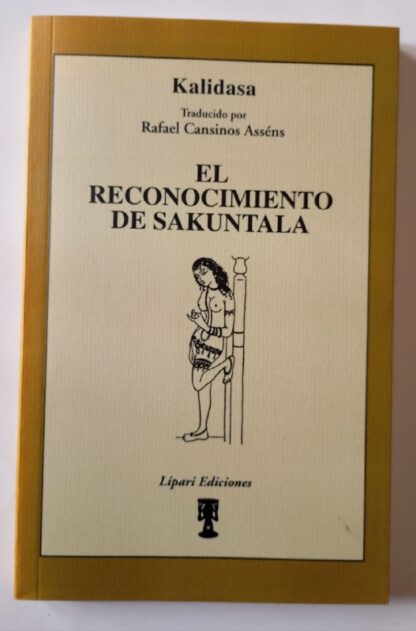 Kalidasa
Traducido por
Rafael Cansinos Asséns
EL
RECONOCIMIENTO
DE SAKUNTALA
Lípari Ediciones